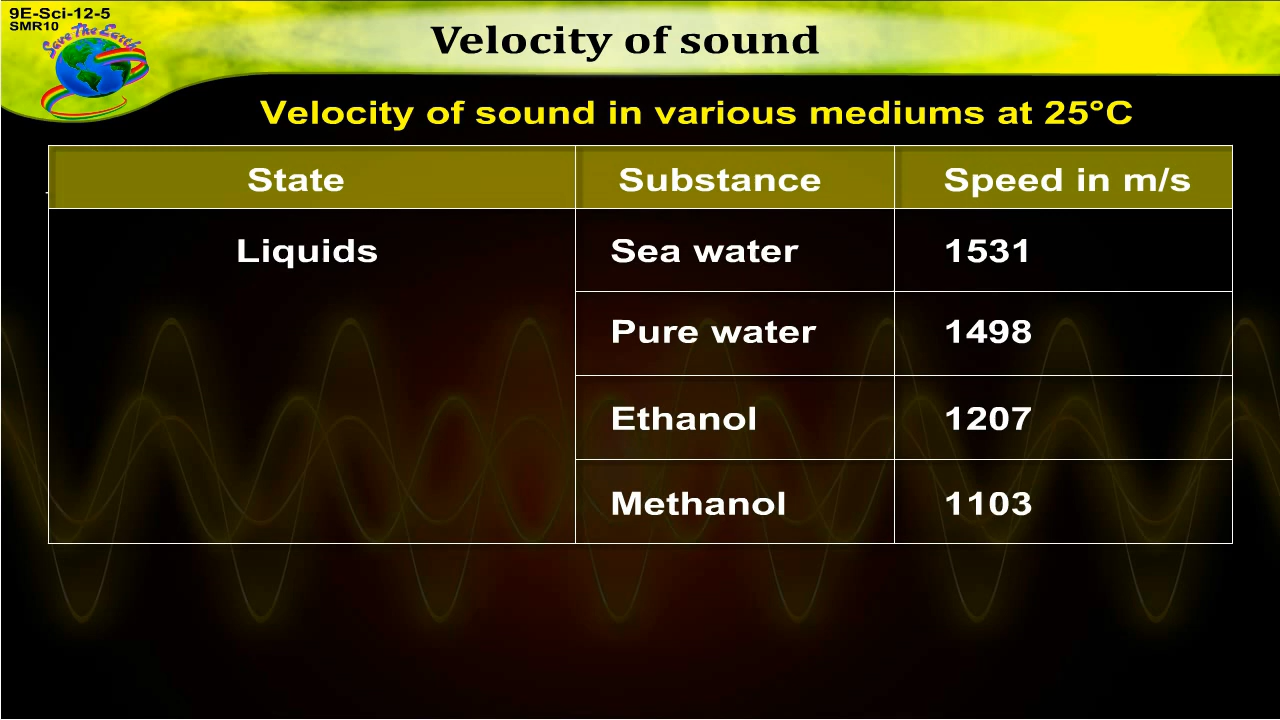 9E-Sci-12-5
SMR10
Save The Earth
Velocity of sound
Velocity of sound in various mediums at 25°C
State Substance Speed in m/s
Liquids Sea water 1531
Pure water 1498
Ethanol 1207
Methanol 1103